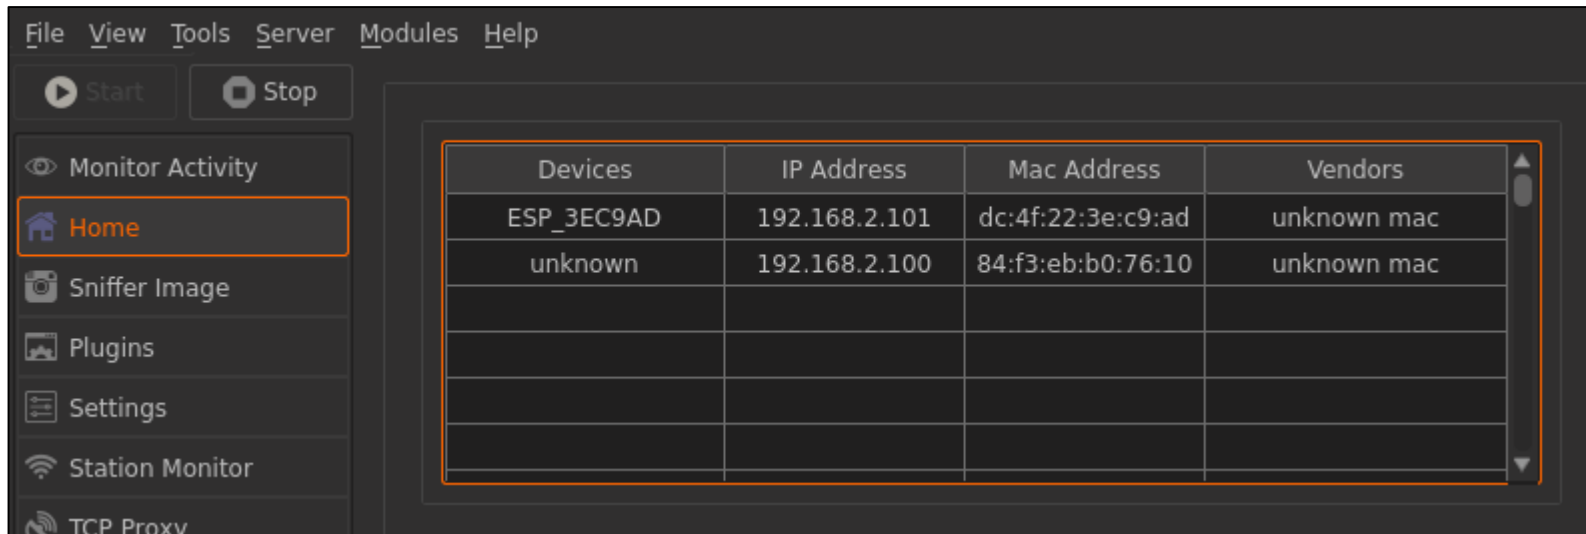 File View Tools Server Modules Help
Start Stop
Monitor Activity
Home
Sniffer Image
Plugins
Settings
Station Monitor
TCP Proxy
Devices IP Address Mac Address Vendors
ESP_3EC9AD 192.168.2.101 dc:4f:22:3e:c9:ad unknown mac
unknown 192.168.2.100 84:f3:eb:b0:76:10 unknown mac